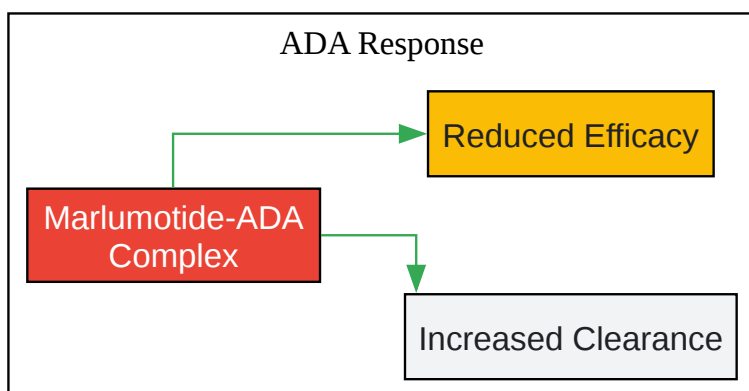 ADA Response
Reduced Efficacy
Marlumotide-ADA
Complex
Increased Clearance